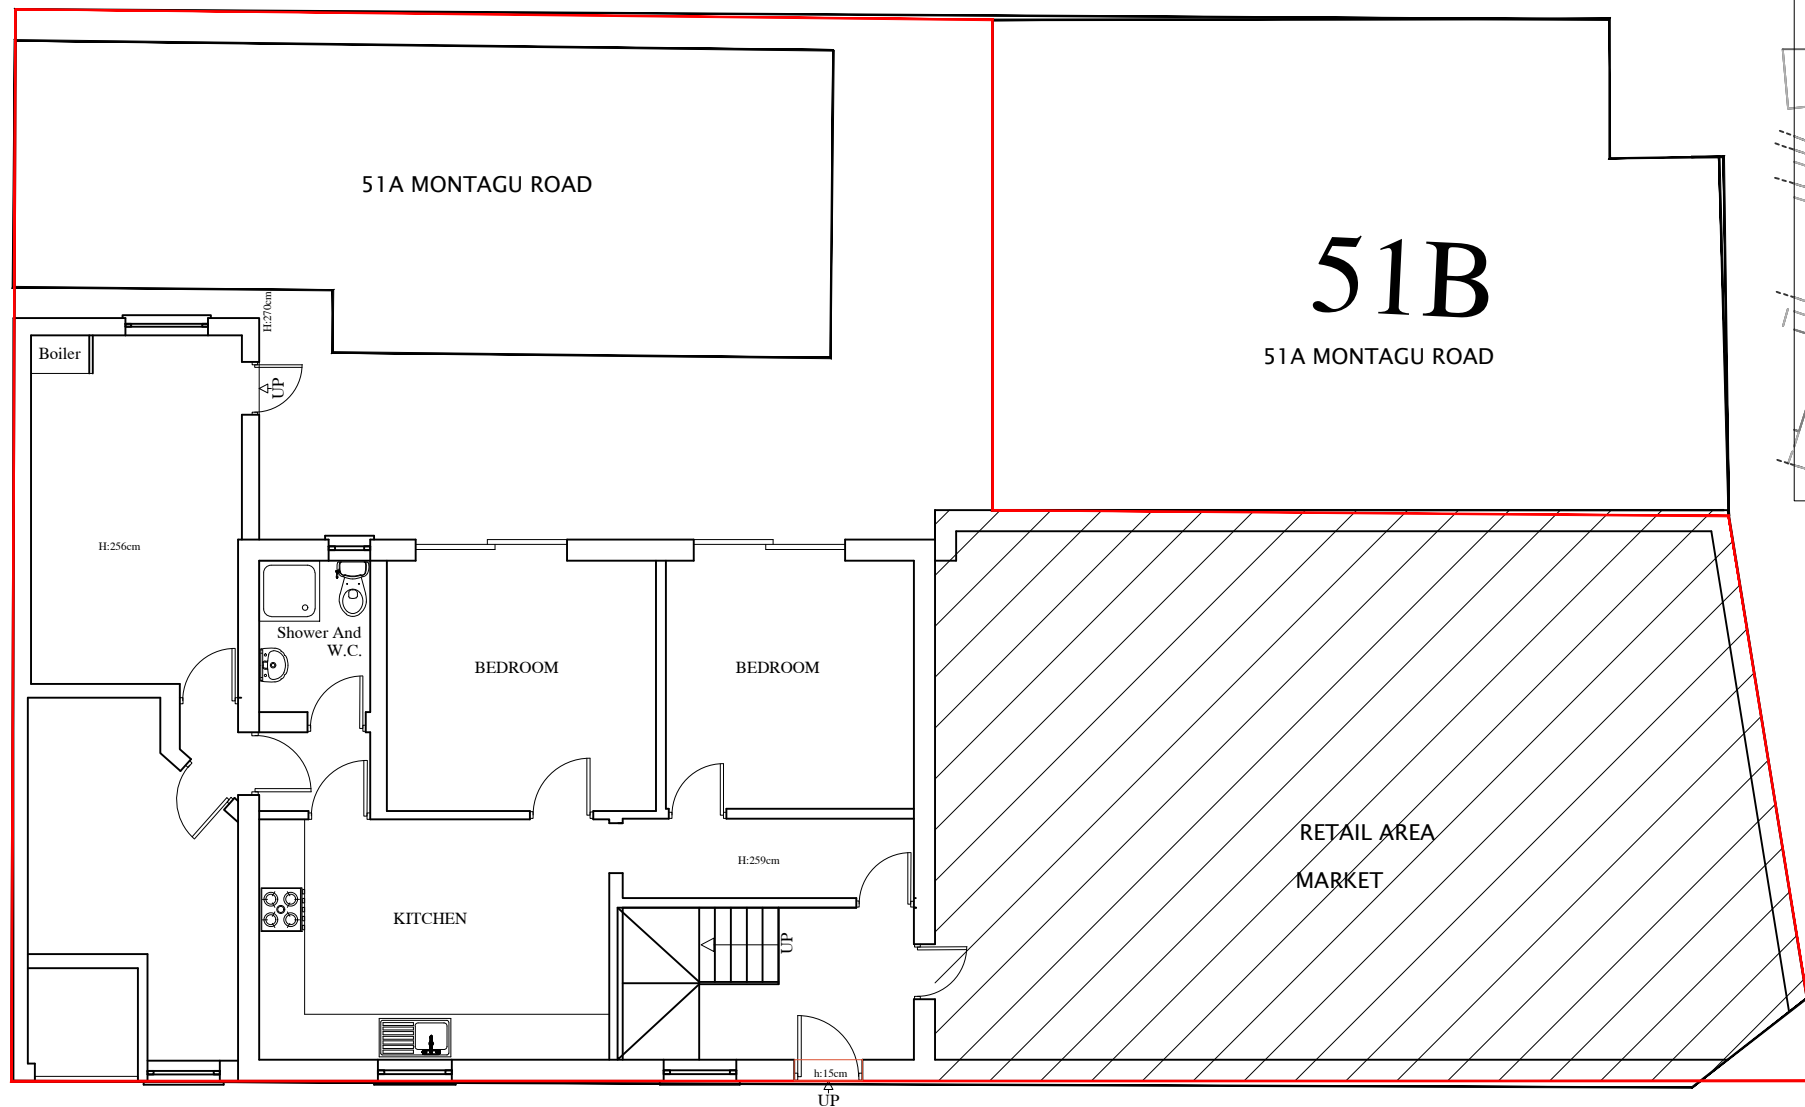 51A MONTAGU ROAD
51B
51A MONTAGU ROAD
H:270cm
Boiler
UP
H:256cm
Shower And
W.C.
BEDROOM
BEDROOM
RETAIL AREA
MARKET
H:259cm
KITCHEN
UP
h:15cm
UP